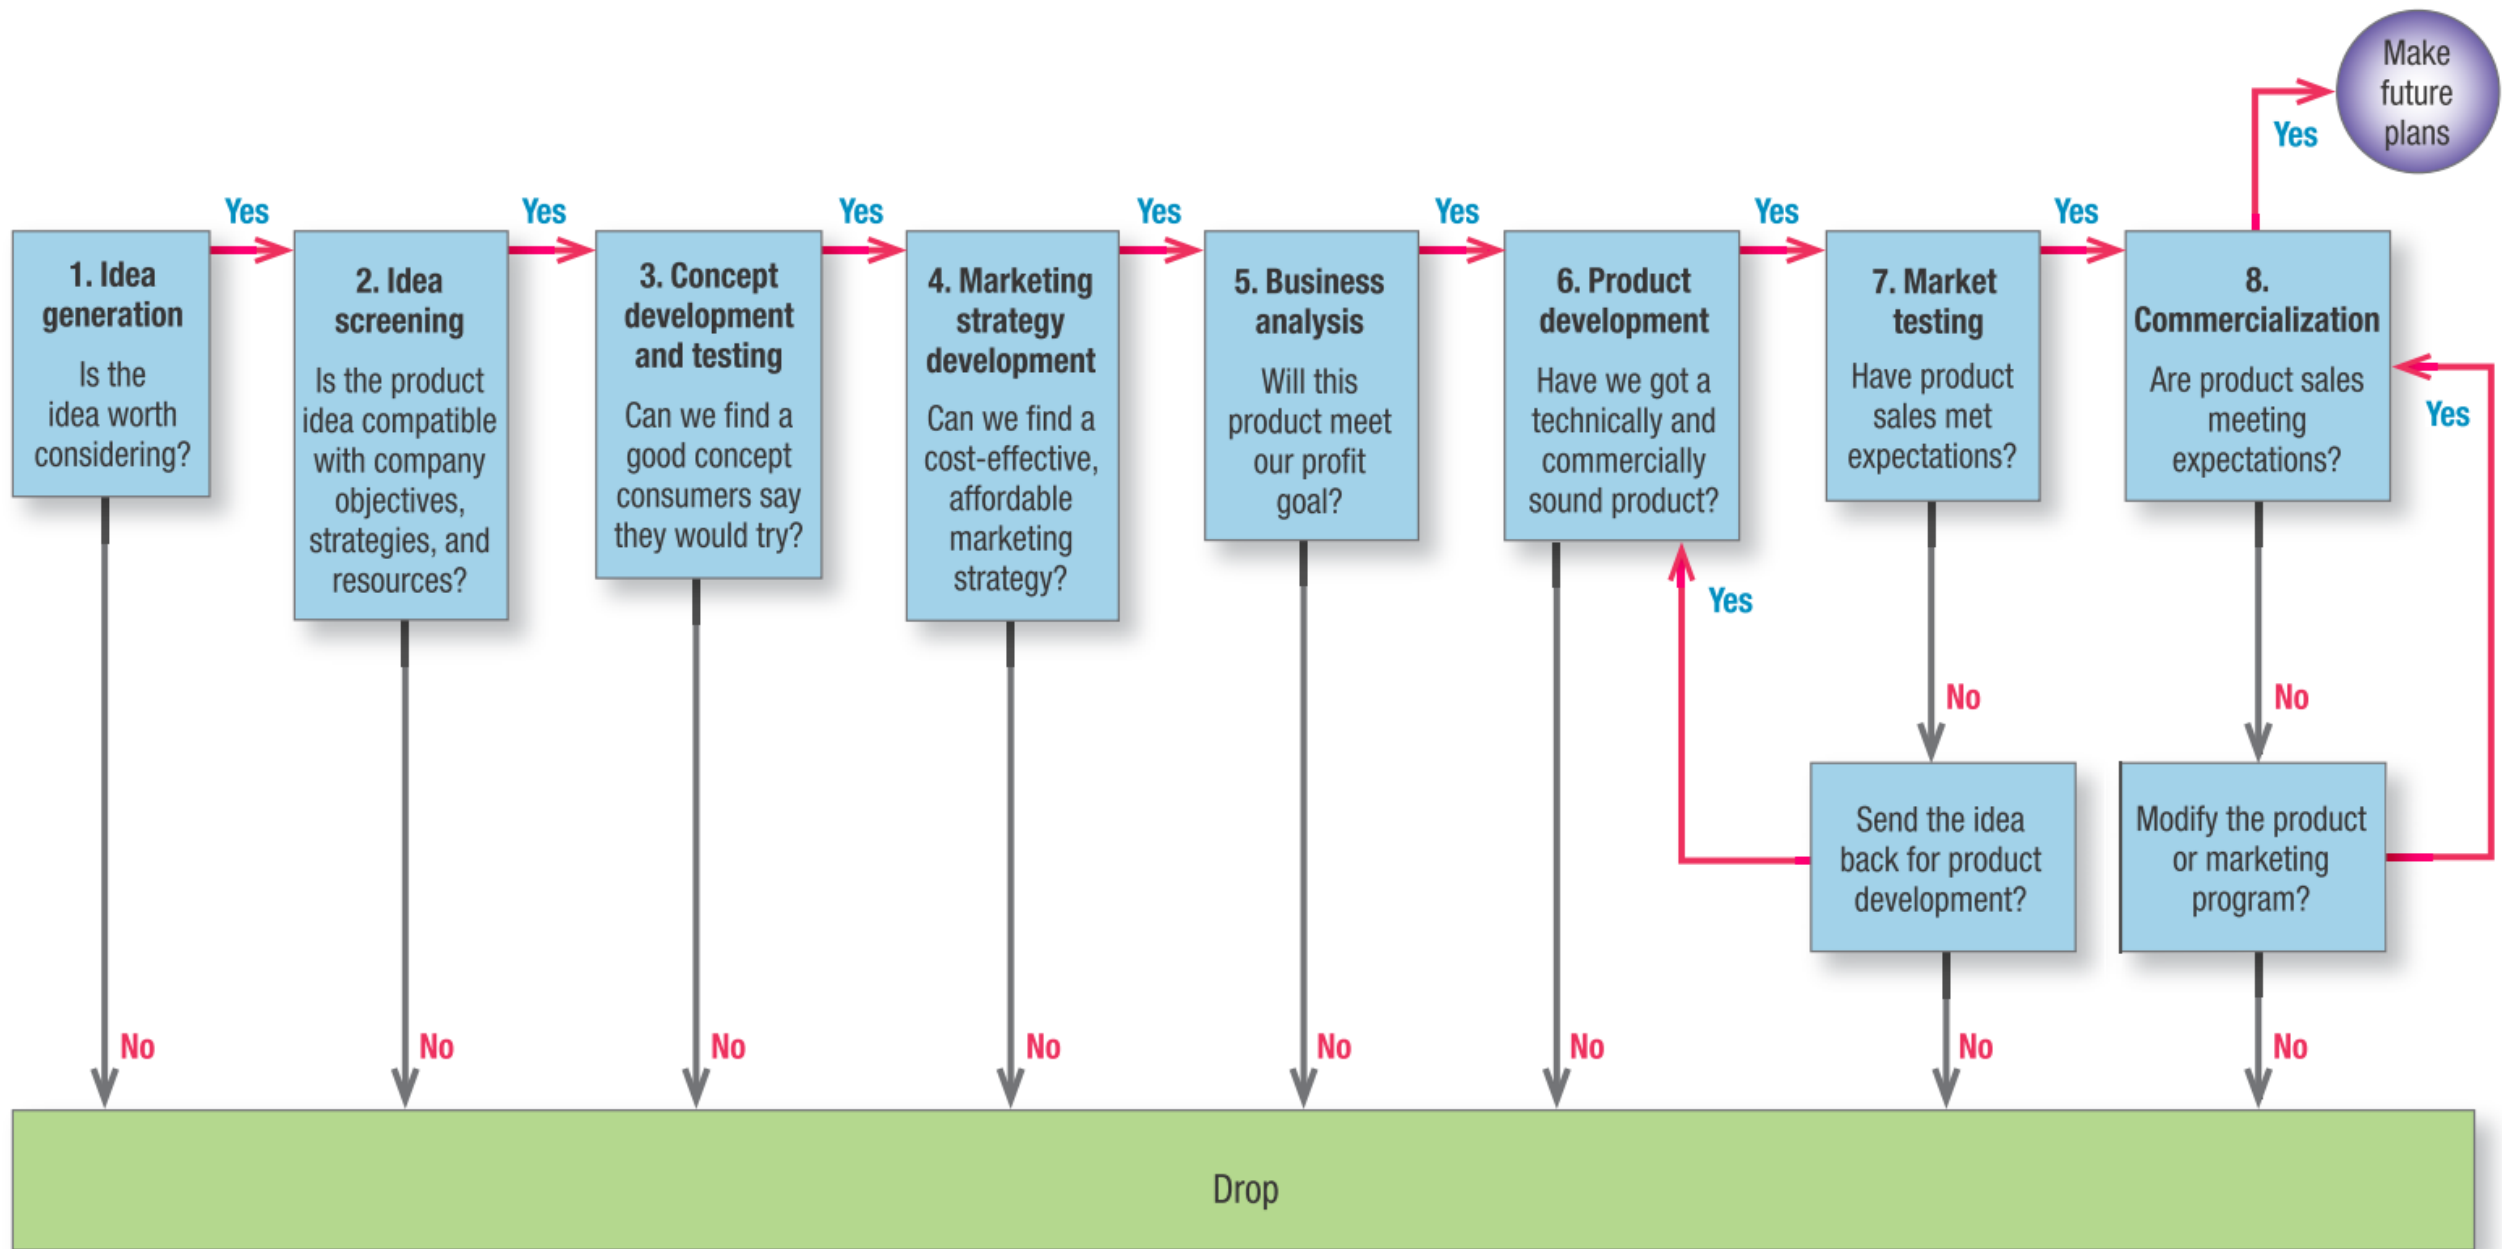 Make
future
plans
Yes
Yes
Yes
Yes
Yes
Yes
Yes
Yes
1. Idea
generation
Is the
idea worth
considering?
2. Idea
screening
Is the product
idea compatible
with company
objectives,
strategies, and
resources?
3. Concept
development
and testing
Can we find a
good concept
consumers say
they would try?
4. Marketing
strategy
development
Can we find a
cost-effective,
affordable
marketing
strategy?
5. Business
analysis
Will this
product meet
our profit
goal?
6. Product
development
Have we got a
technically and
commercially
sound product?
7. Market
testing
Have product
sales met
expectations?
8.
Commercialization
Are product sales
meeting
expectations?
Yes
Yes
No
No
Send the idea
back for product
development?
Modify the product
or marketing
program?
No
No
No
No
No
No
No
No
Drop